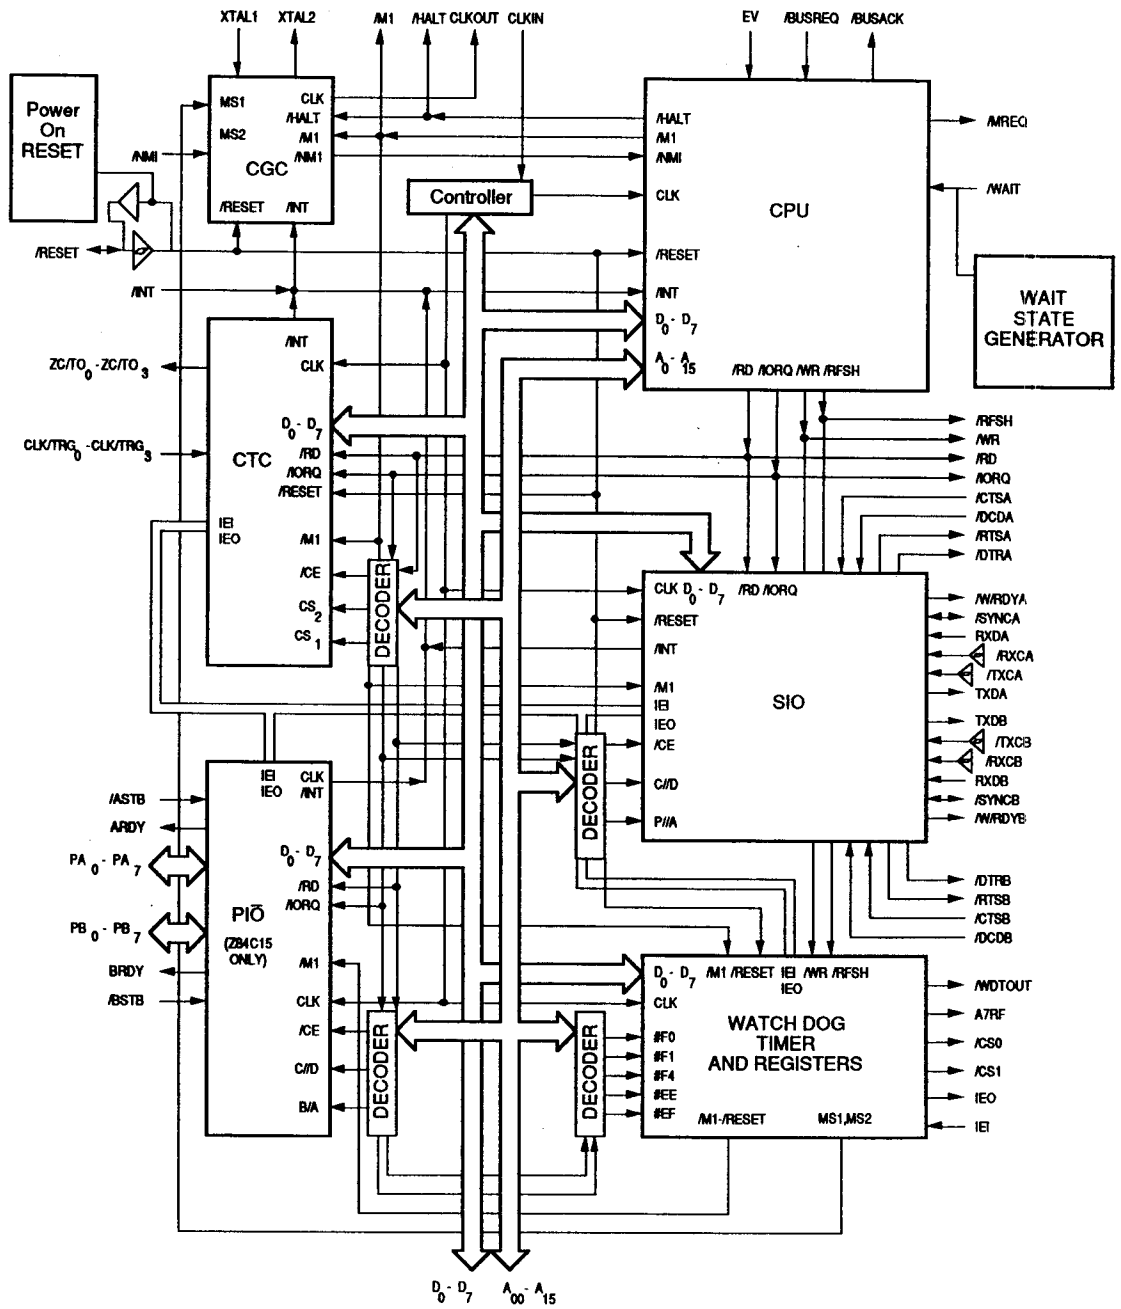 XTAL1 XTAL2 /M1 /HALT CLKOUT CLKIN EV /BUSREQ /BUSACK
Power
On
RESET
MS1
MS2
/NMI
CGC
CLK
/HALT
/M1
/NM1
/RESET /INT
Controller
/HALT
/M1
/NMI
CLK
CPU
/RESET
/INT
D0 - D7
A0 - A15
/RD /IORQ /WR /RFSH
/MREQ
/WAIT
WAIT
STATE
GENERATOR
/RESET
/INT
ZC/TO0 -ZC/TO3
CLK/TRG0 -CLK/TRG3
/INT
CLK
D0 - D7
CTC
/RD
/IORQ
/RESET
IEI
IEO
/M1
/CE
CS2
CS1
DECODER
/RFSH
/WR
/RD
/IORQ
/CTSA
/DCDA
/RTSA
/DTRA
CLK D0 - D7 /RD /IORQ
/RESET
/INT
/M1
IEI
IEO
/CE
C//D
P//A
SIO
DECODER
/W/RDYA
/SYNCA
RXDA
/RXCA
/TXCA
TXDA
TXDB
/TXCB
/RXCB
RXDB
/SYNCB
/W/RDYB
/DTRB
/RTSB
/CTSB
/DCDB
/ASTB
ARDY
PA0 - PA7
PB0 - PB7
BRDY
/BSTB
IEI
IEO
CLK
/INT
D0 - D7
/RD
/IORQ
PIO
(Z84C15
ONLY)
/M1
CLK
/CE
C//D
B/A
DECODER
DECODER
D0 - D7 /M1 /RESET IEI /WR /RFSH
IEO
CLK
WATCH DOG
TIMER
AND REGISTERS
#F0
#F1
#F4
#EE
#EF
/M1-/RESET MS1,MS2
/WDTOUT
A7RF
/CS0
/CS1
IEO
IEI
D0 - D7 A00 - A15